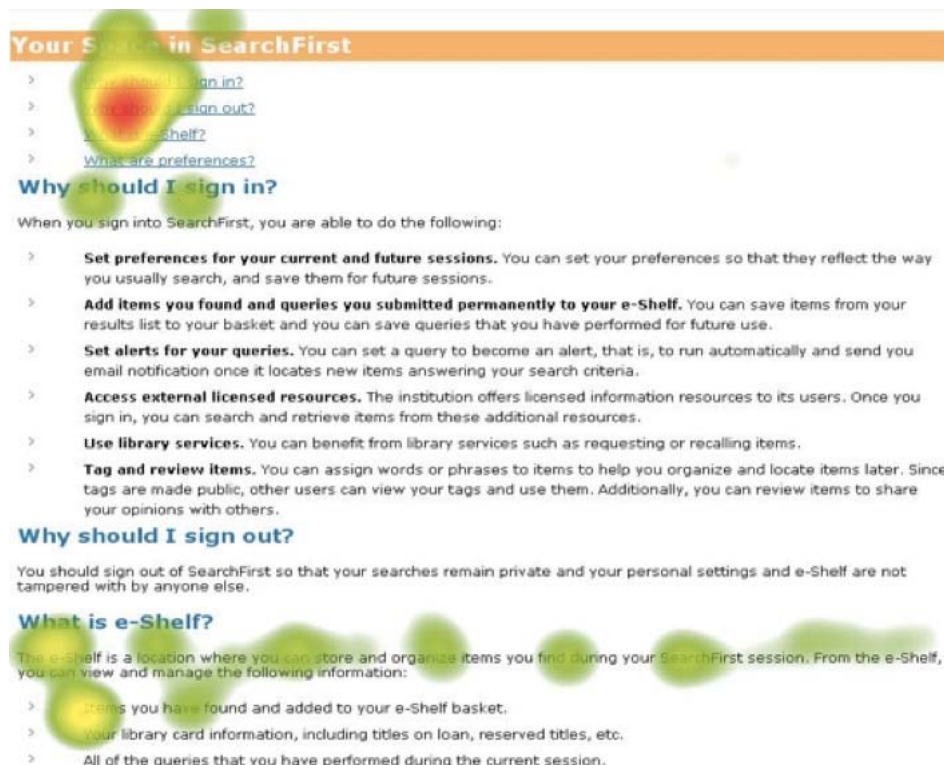 Your Space in SearchFirst
> Why should I sign in?
> Why should I sign out?
> What is e-Shelf?
> What are preferences?
Why should I sign in?
When you sign into SearchFirst, you are able to do the following:
> Set preferences for your current and future sessions. You can set your preferences so that they reflect the way
you usually search, and save them for future sessions.
> Add items you found and queries you submitted permanently to your e-Shelf. You can save items from your
results list to your basket and you can save queries that you have performed for future use.
> Set alerts for your queries. You can set a query to become an alert, that is, to run automatically and send you
email notification once it locates new items answering your search criteria.
> Access external licensed resources. The institution offers licensed information resources to its users. Once you
sign in, you can search and retrieve items from these additional resources.
> Use library services. You can benefit from library services such as requesting or recalling items.
> Tag and review items. You can assign words or phrases to items to help you organize and locate items later. Since
tags are made public, other users can view your tags and use them. Additionally, you can review items to share
your opinions with others.
Why should I sign out?
You should sign out of SearchFirst so that your searches remain private and your personal settings and e-Shelf are not
tampered with by anyone else.
What is e-Shelf?
The e-Shelf is a location where you can store and organize items you find during your SearchFirst session. From the e-Shelf,
you can view and manage the following information:
> Items you have found and added to your e-Shelf basket.
> Your library card information, including titles on loan, reserved titles, etc.
> All of the queries that you have performed during the current session.